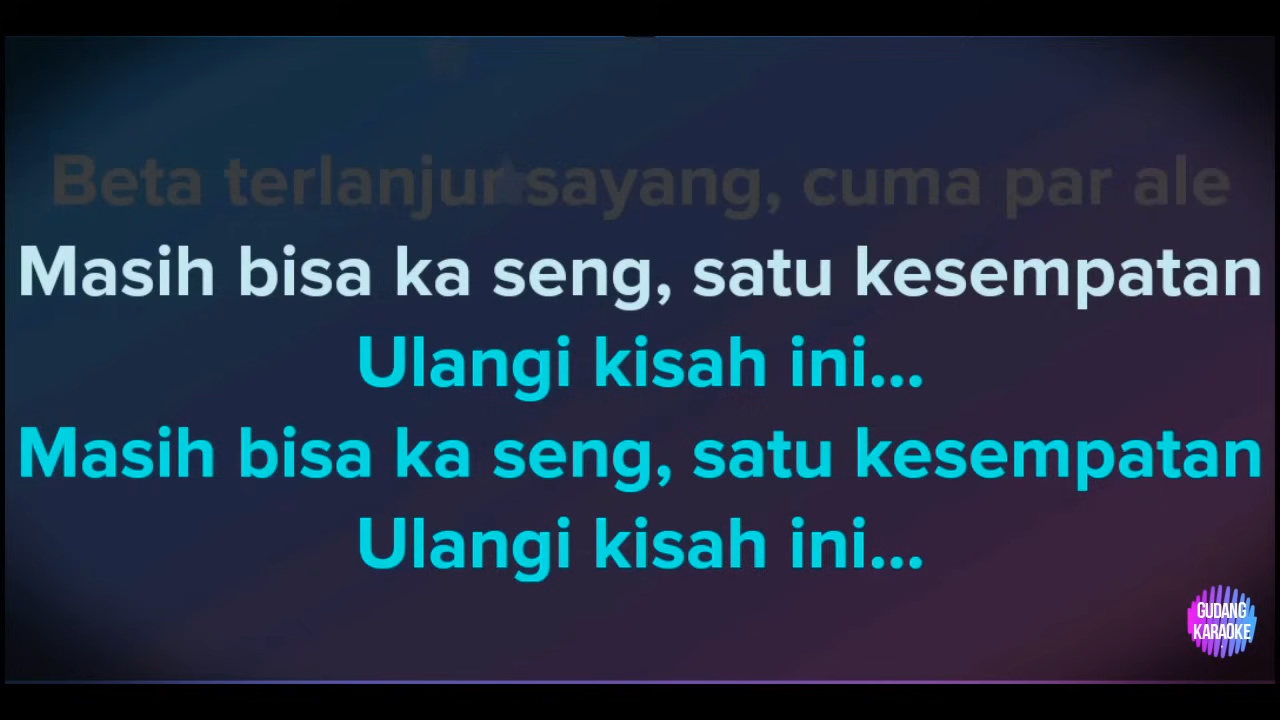 Beta terlanjur sayang, cuma par ale
Masih bisa ka seng, satu kesempatan
Ulangi kisah ini...
Masih bisa ka seng, satu kesempatan
Ulangi kisah ini...
GUDANG
KARAOKE